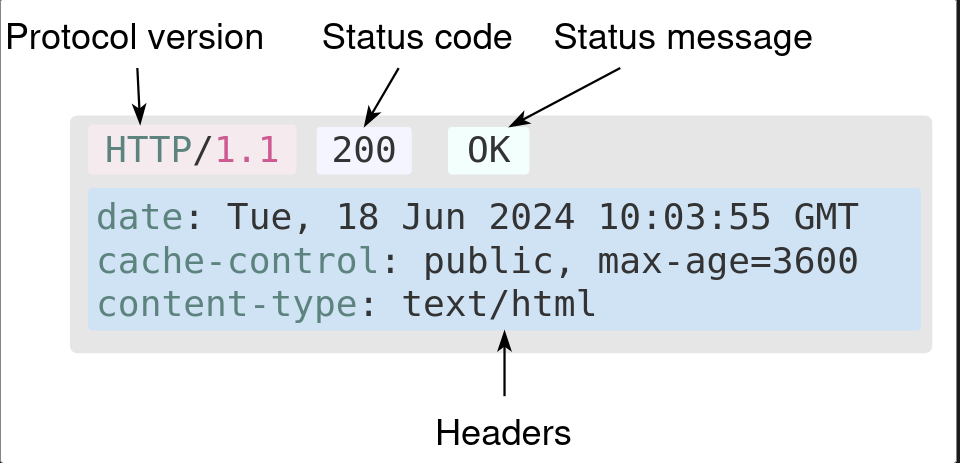 Protocol version Status code Status message
HTTP/1.1 200 OK
date: Tue, 18 Jun 2024 10:03:55 GMT
cache-control: public, max-age=3600
content-type: text/html
Headers